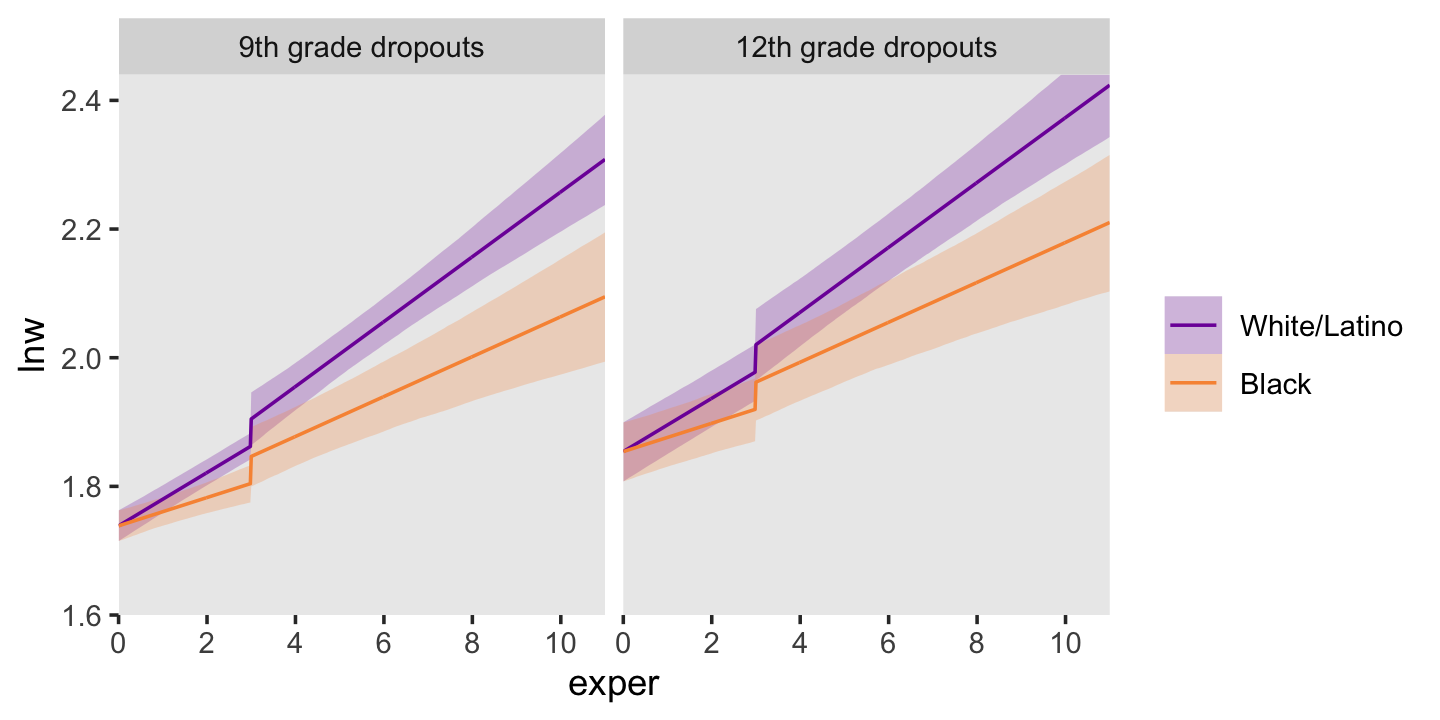 9th grade dropouts
12th grade dropouts
2.4
2.2
2.0
1.8
1.6
lnw
0 2 4 6 8 10
0 2 4 6 8 10
exper
White/Latino
Black